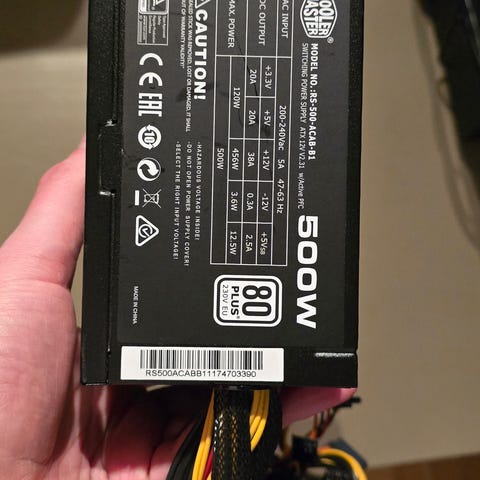 COOLER
MASTER
MODEL NO.:RS-500-ACAB-B1
SWITCHING POWER SUPPLY ATX 12V V2.31 w/Active PFC
500W
AC INPUT 200-240Vac 5A 47-63 Hz
DC OUTPUT +3.3V +5V +12V -12V +5VSB
20A 20A 38A 0.3A 2.5A
MAX. POWER 120W 456W 3.6W 12.5W
500W
80
PLUS
230V EU
CAUTION!
-HAZARDOUS VOLTAGE INSIDE!
-DO NOT OPEN POWER SUPPLY COVER!
-SELECT THE RIGHT INPUT VOLTAGE!
CE EAC 10
MADE IN CHINA
RS500ACABB11174703390